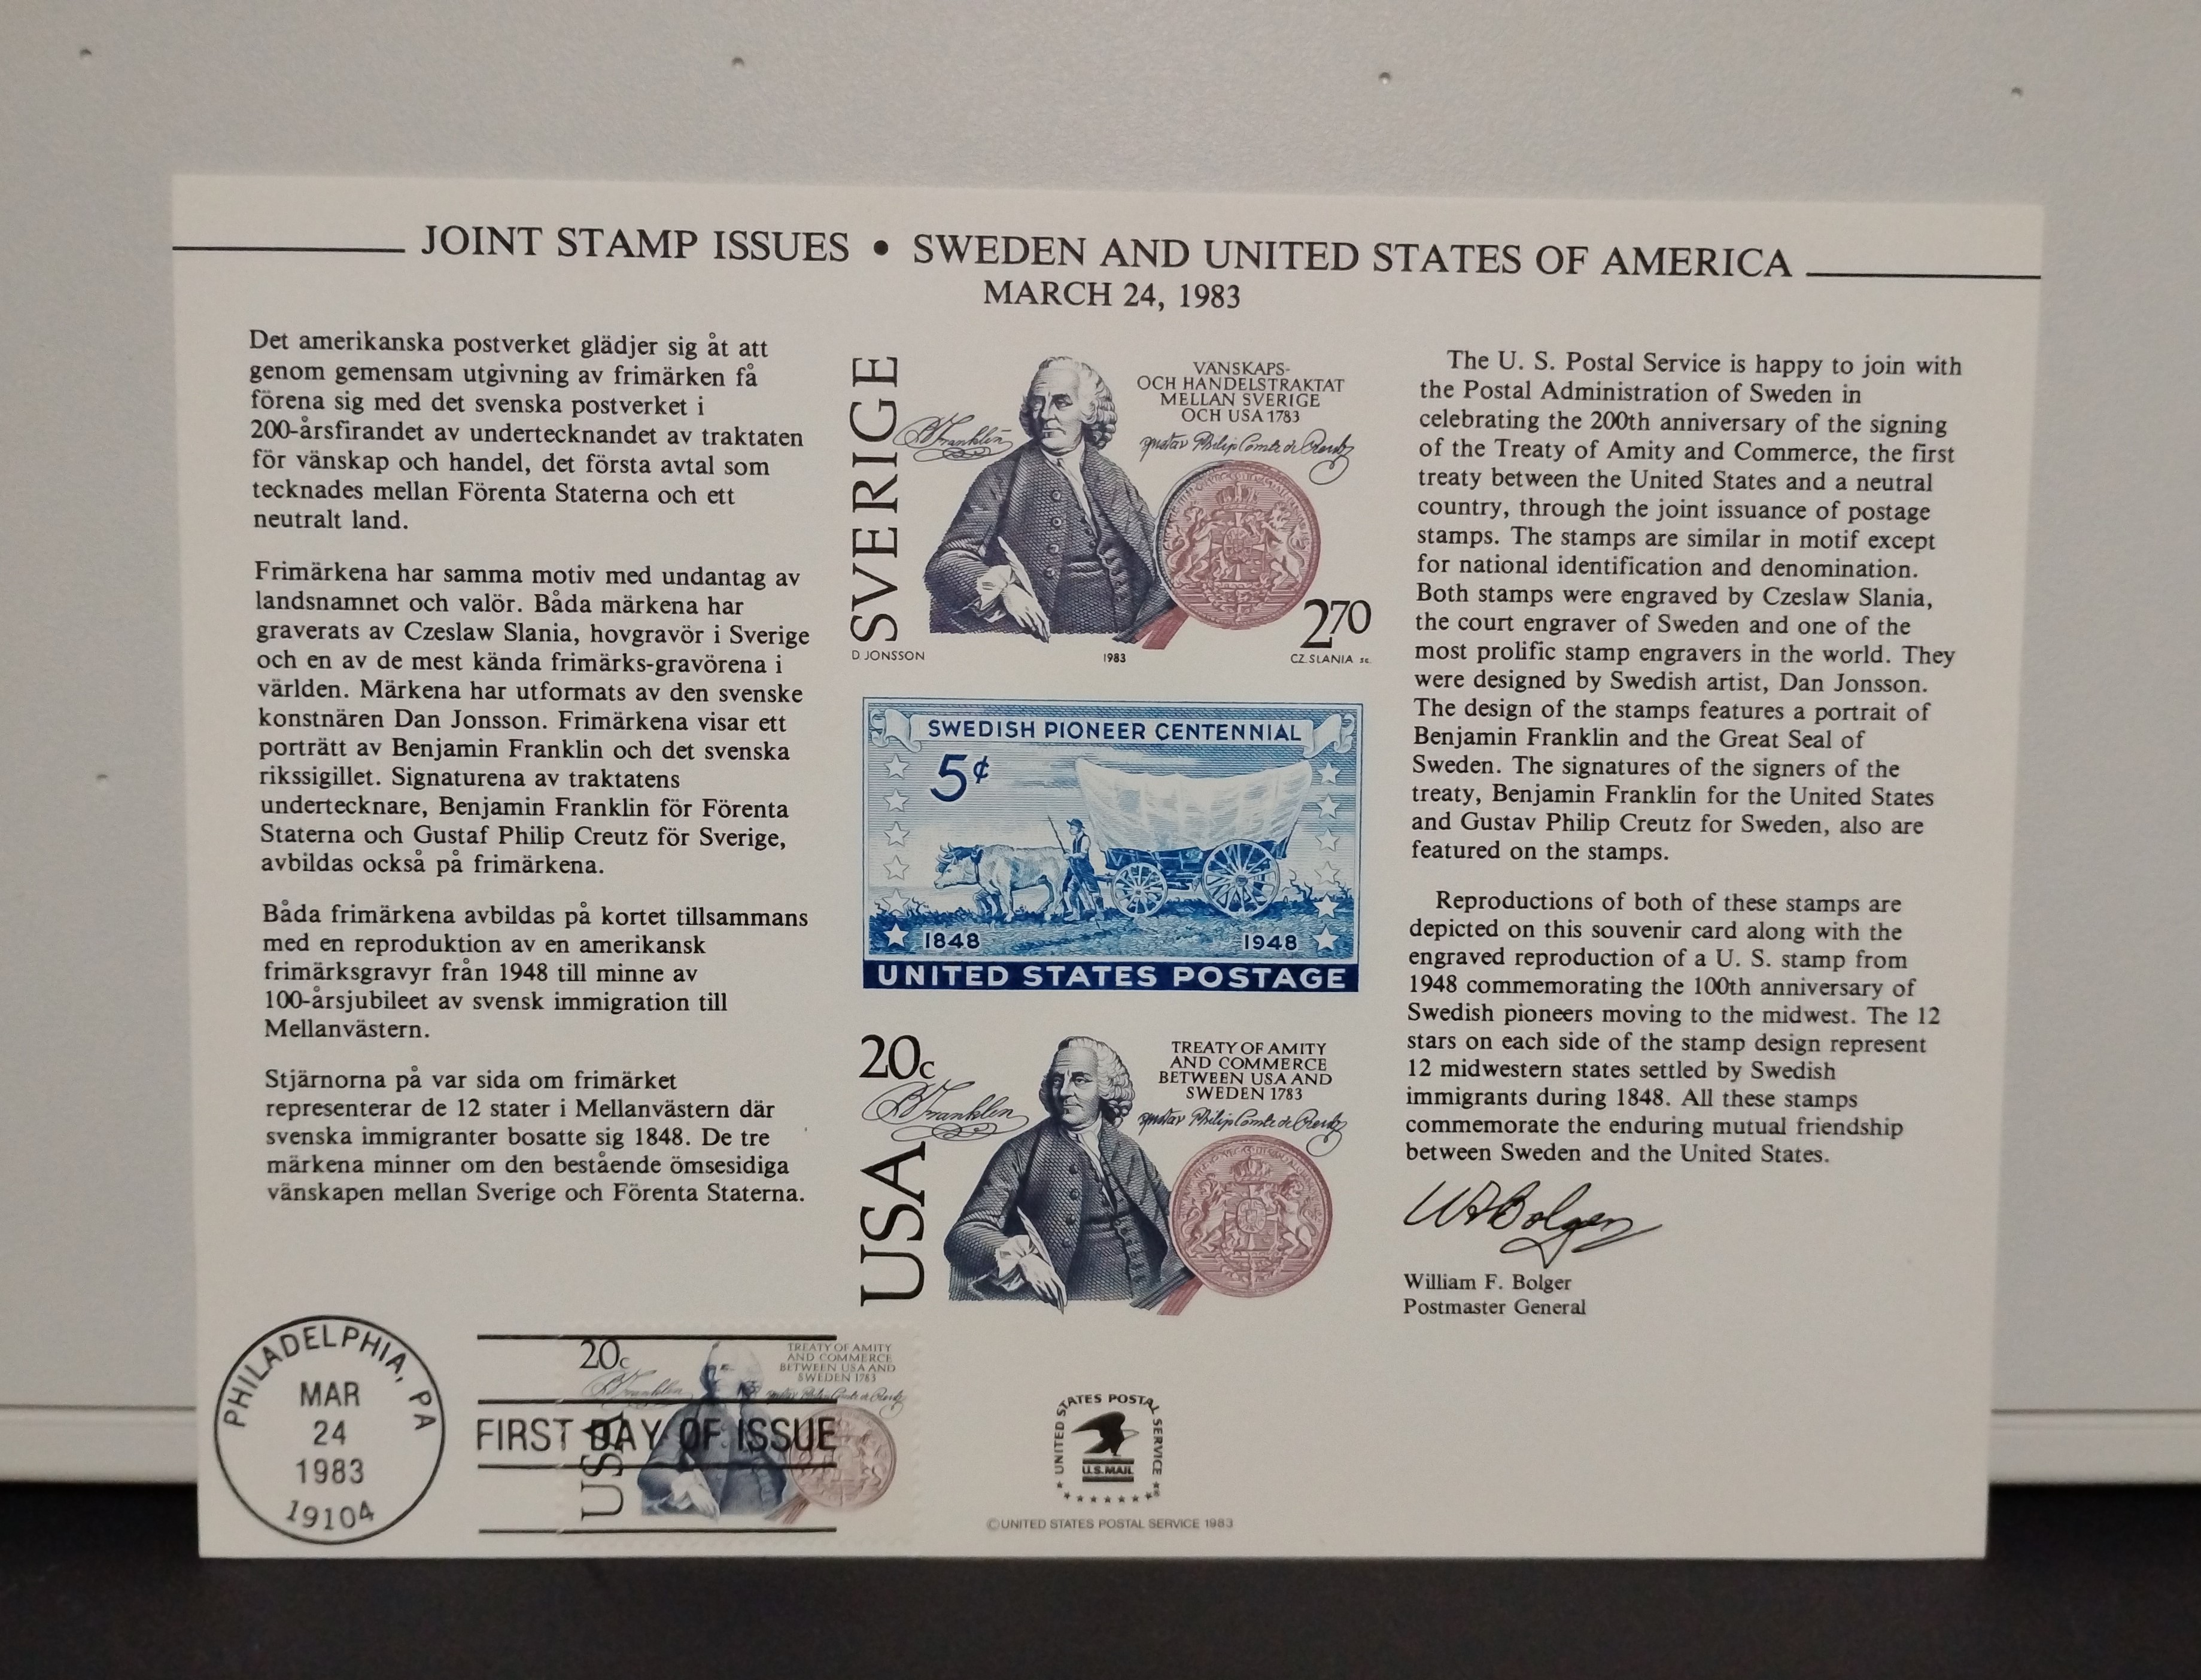 JOINT STAMP ISSUES • SWEDEN AND UNITED STATES OF AMERICA
MARCH 24, 1983
Det amerikanska postverket glädjer sig åt att
genom gemensam utgivning av frimärken få
förena sig med det svenska postverket i
200-årsfirandet av undertecknandet av traktaten
för vänskap och handel, det första avtal som
tecknades mellan Förenta Staterna och ett
neutralt land.
Frimärkena har samma motiv med undantag av
landsnamnet och valör. Båda märkena har
graverats av Czeslaw Slania, hovgravör i Sverige
och en av de mest kända frimärks-gravörena i
världen. Märkena har utformats av den svenske
konstnären Dan Jonsson. Frimärkena visar ett
porträtt av Benjamin Franklin och det svenska
rikssigillet. Signaturena av traktatens
undertecknare, Benjamin Franklin för Förenta
Staterna och Gustaf Philip Creutz för Sverige,
avbildas också på frimärkena.
Båda frimärkena avbildas på kortet tillsammans
med en reproduktion av en amerikansk
frimärksgravyr från 1948 till minne av
100-årsjubileet av svensk immigration till
Mellanvästern.
Stjärnorna på var sida om frimärket
representerar de 12 stater i Mellanvästern där
svenska immigranter bosatte sig 1848. De tre
märkena minner om den bestående ömsesidiga
vänskapen mellan Sverige och Förenta Staterna.
SVERIGE
VÄNSKAPS-
OCH HANDELSTRAKTAT
MELLAN SVERIGE
OCH USA 1783
B Franklin
Gustav Philip Comte de Creutz
270
D. JONSSON
1983
CZ. SLANIA sc.
SWEDISH PIONEER CENTENNIAL
5¢
1848
1948
UNITED STATES POSTAGE
20c
TREATY OF AMITY
AND COMMERCE
BETWEEN USA AND
SWEDEN 1783
B Franklin
Gustav Philip Comte de Creutz
USA
The U. S. Postal Service is happy to join with
the Postal Administration of Sweden in
celebrating the 200th anniversary of the signing
of the Treaty of Amity and Commerce, the first
treaty between the United States and a neutral
country, through the joint issuance of postage
stamps. The stamps are similar in motif except
for national identification and denomination.
Both stamps were engraved by Czeslaw Slania,
the court engraver of Sweden and one of the
most prolific stamp engravers in the world. They
were designed by Swedish artist, Dan Jonsson.
The design of the stamps features a portrait of
Benjamin Franklin and the Great Seal of
Sweden. The signatures of the signers of the
treaty, Benjamin Franklin for the United States
and Gustav Philip Creutz for Sweden, also are
featured on the stamps.
Reproductions of both of these stamps are
depicted on this souvenir card along with the
engraved reproduction of a U. S. stamp from
1948 commemorating the 100th anniversary of
Swedish pioneers moving to the midwest. The 12
stars on each side of the stamp design represent
12 midwestern states settled by Swedish
immigrants during 1848. All these stamps
commemorate the enduring mutual friendship
between Sweden and the United States.
W F Bolger
William F. Bolger
Postmaster General
PHILADELPHIA, PA
MAR
24
1983
19104
FIRST DAY OF ISSUE
20c
TREATY OF AMITY
AND COMMERCE
BETWEEN USA AND
SWEDEN 1783
B Franklin
Gustav Philip Comte de Creutz
USA
UNITED STATES POSTAL SERVICE
U.S. MAIL
©UNITED STATES POSTAL SERVICE 1983